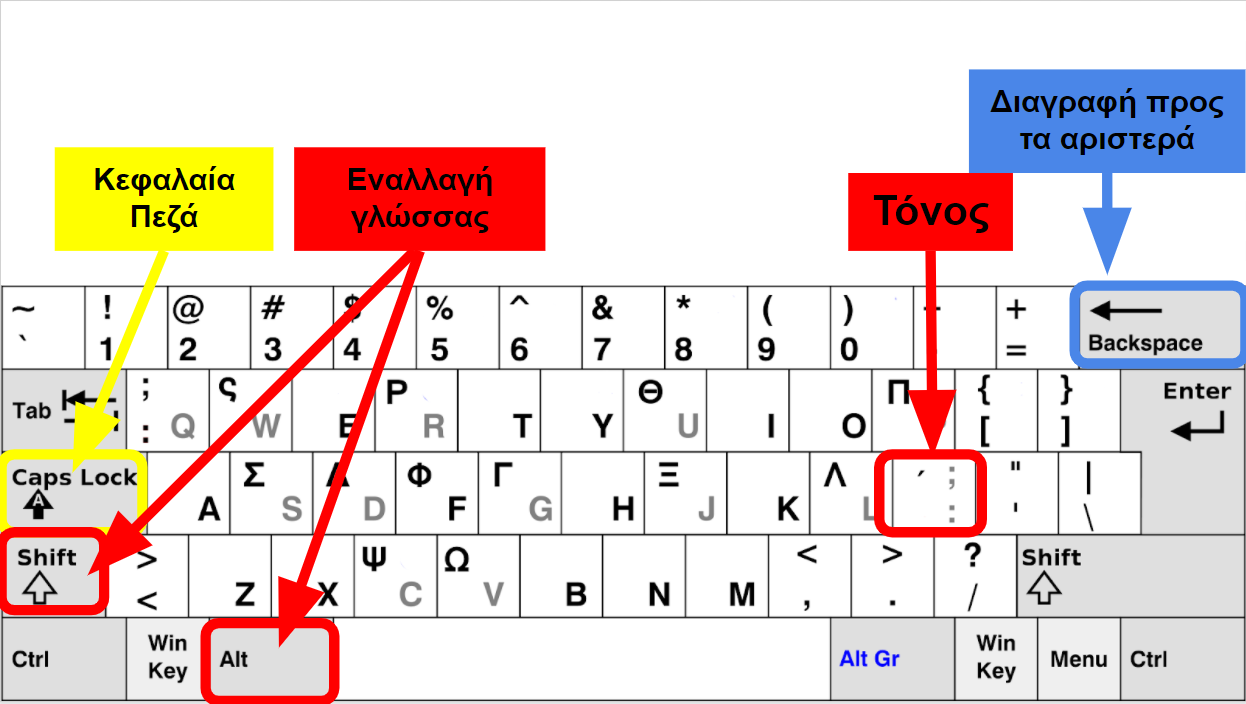 Διαγραφή προς
τα αριστερά
Κεφαλαία
Πεζά
Εναλλαγή
γλώσσας
Τόνος
~ ! @ # $ % ^ & * ( ) - +
` 1 2 3 4 5 6 7 8 9 0 =
Backspace
Tab
; ς Ρ Θ Π { }
: Q W E R T Y U I O [ ]
Enter
Caps Lock
A
Σ Δ Φ Γ Ξ Λ ΄ ; " |
A S D F G H J K L : ' \
Shift
> Ψ Ω < > ?
< Z X C V B N M , . /
Shift
Ctrl
Win
Key
Alt
Alt Gr
Win
Key
Menu
Ctrl